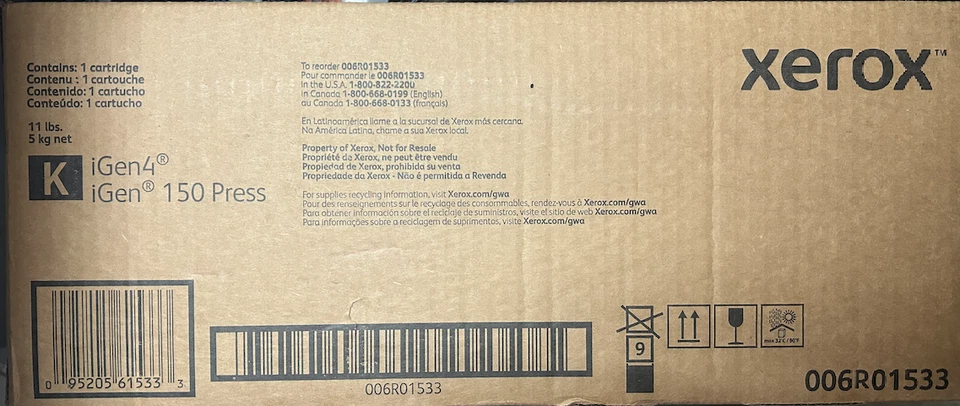 xerox™
Contains: 1 cartridge
Contenu : 1 cartouche
Contenido: 1 cartucho
Conteúdo: 1 cartucho
11 lbs.
5 kg net
K
iGen4®
iGen® 150 Press
To reorder 006R01533
Pour commander le 006R01533
In the U.S.A. 1-800-822-2200
in Canada 1-800-668-0199 (English)
au Canada 1-800-668-0133 (français)
En Latinoamérica llame a la sucursal de Xerox más cercana.
Na América Latina, chame a sua Xerox local.
Property of Xerox, Not for Resale
Propriété de Xerox, ne peut être vendu
Propiedad de Xerox, prohibida su venta
Propriedade da Xerox - Não é permitida a Revenda
For supplies recycling information, visit Xerox.com/gwa
Pour des renseignements sur le recyclage des consommables, rendez-vous à Xerox.com/gwa
Para obtener información sobre el reciclaje de suministros, visite el sitio de web Xerox.com/gwa
Para informações sobre a reciclagem de suprimentos, visite Xerox.com/gwa
0 95205 61533 3
006R01533
9
max 32°C / 90°F
006R01533